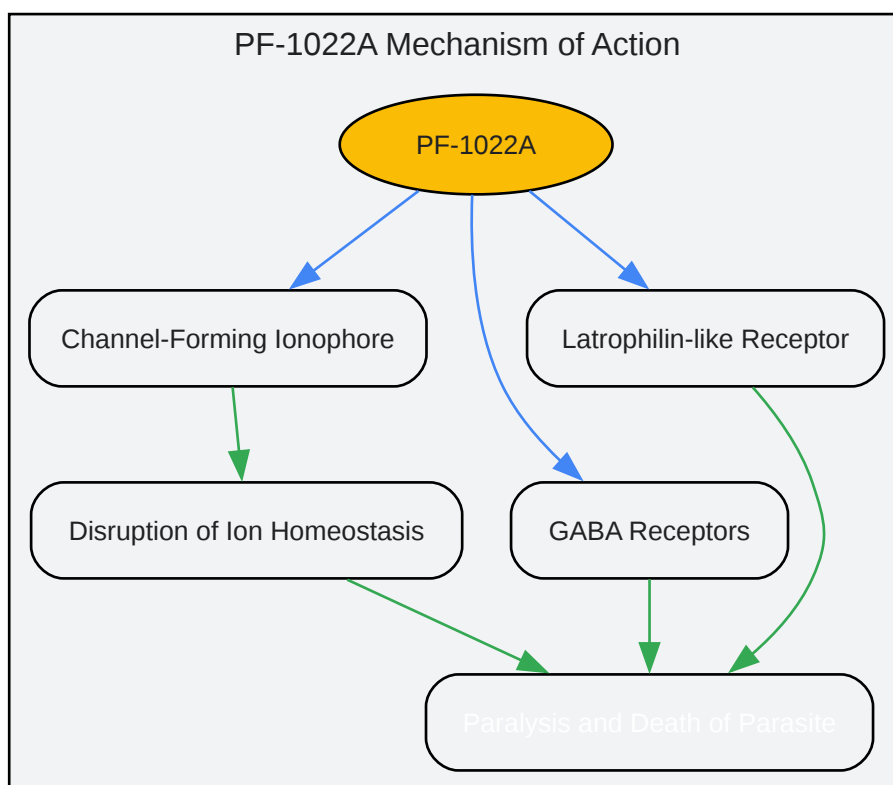 PF-1022A Mechanism of Action
PF-1022A
Channel-Forming Ionophore
Latrophilin-like Receptor
Disruption of Ion Homeostasis
GABA Receptors
Paralysis and Death of Parasite